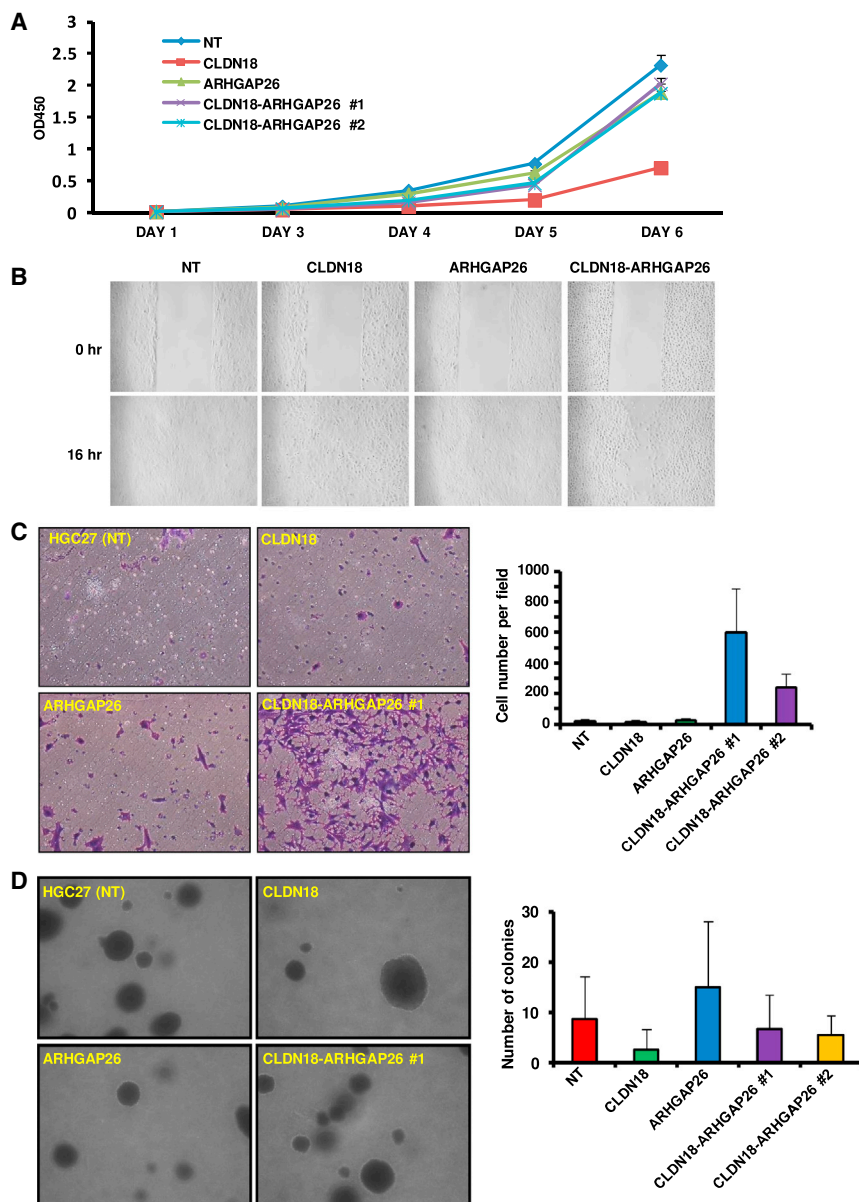 A
3
2.5
2
1.5
1
0.5
0
OD450
NT
CLDN18
ARHGAP26
CLDN18-ARHGAP26 #1
CLDN18-ARHGAP26 #2
DAY 1 DAY 3 DAY 4 DAY 5 DAY 6
B
NT CLDN18 ARHGAP26 CLDN18-ARHGAP26
0 hr
16 hr
C
HGC27 (NT) CLDN18
ARHGAP26 CLDN18-ARHGAP26 #1
Cell number per field
1000
800
600
400
200
0
NT
CLDN18
ARHGAP26
CLDN18-ARHGAP26 #1
CLDN18-ARHGAP26 #2
D
HGC27 (NT) CLDN18
ARHGAP26 CLDN18-ARHGAP26 #1
Number of colonies
30
20
10
0
NT
CLDN18
ARHGAP26
CLDN18-ARHGAP26 #1
CLDN18-ARHGAP26 #2